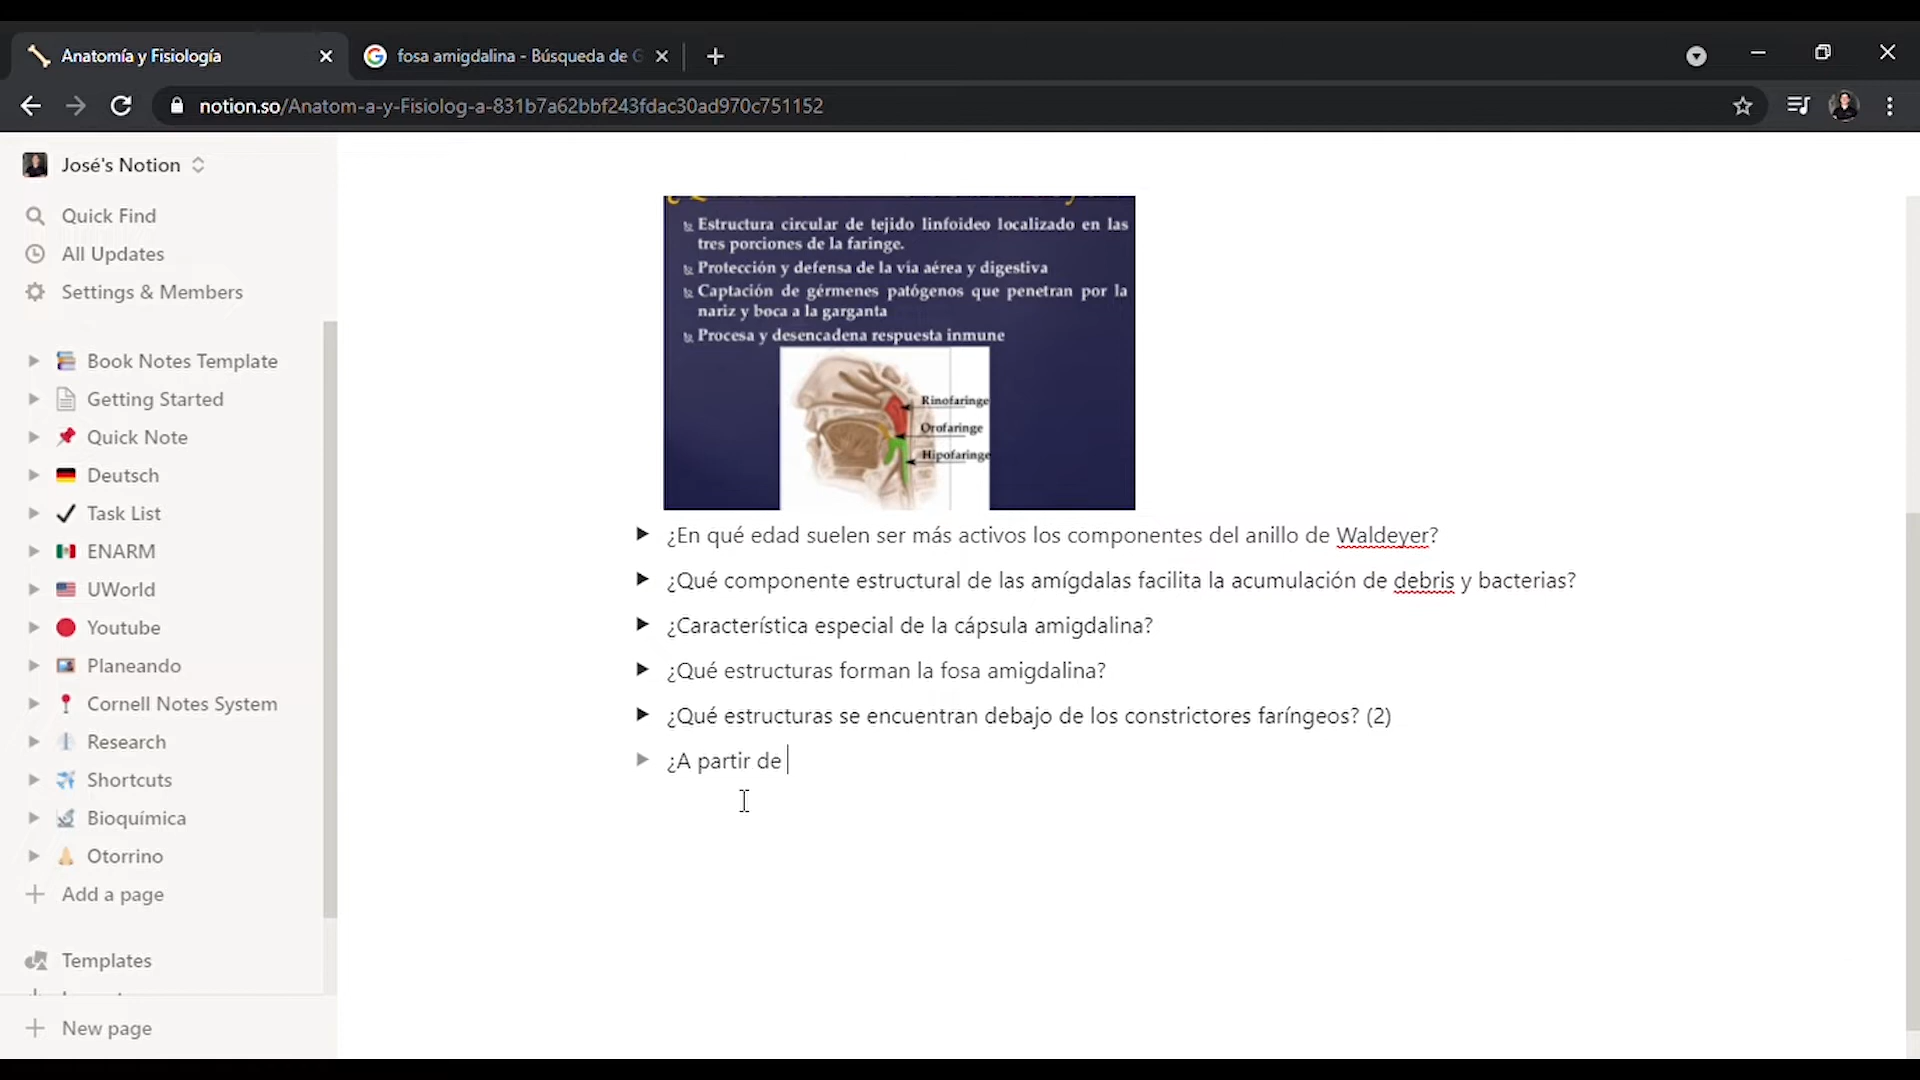 Anatomía y Fisiología
fosa amigdalina - Búsqueda de G
notion.so/Anatom-a-y-Fisiolog-a-831b7a62bbf243fdac30ad970c751152
José's Notion
Quick Find
All Updates
Settings & Members
Book Notes Template
Getting Started
Quick Note
Deutsch
Task List
ENARM
UWorld
Youtube
Planeando
Cornell Notes System
Research
Shortcuts
Bioquímica
Otorrino
Add a page
Templates
New page
Estructura circular de tejido linfoideo localizado en las
tres porciones de la faringe.
Protección y defensa de la vía aérea y digestiva
Captación de gérmenes patógenos que penetran por la
nariz y boca a la garganta
Procesa y desencadena respuesta inmune
Rinofaringe
Orofaringe
Hipofaringe
¿En qué edad suelen ser más activos los componentes del anillo de Waldeyer?
¿Qué componente estructural de las amígdalas facilita la acumulación de debris y bacterias?
¿Característica especial de la cápsula amigdalina?
¿Qué estructuras forman la fosa amigdalina?
¿Qué estructuras se encuentran debajo de los constrictores faríngeos? (2)
¿A partir de